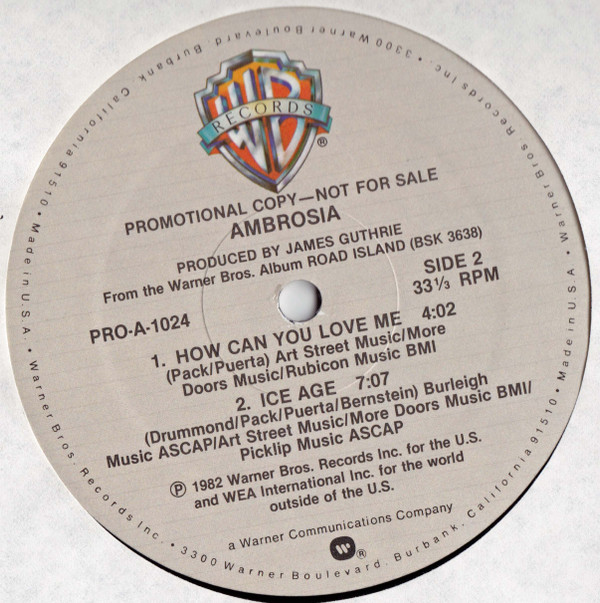 WB
RECORDS
®
PROMOTIONAL COPY—NOT FOR SALE
AMBROSIA
PRODUCED BY JAMES GUTHRIE
From the Warner Bros. Album ROAD ISLAND (BSK 3638)
SIDE 2
33 1/3 RPM
PRO-A-1024
1. HOW CAN YOU LOVE ME 4:02
(Pack/Puerta) Art Street Music/More
Doors Music/Rubicon Music BMI
2. ICE AGE 7:07
(Drummond/Pack/Puerta/Bernstein) Burleigh
Music ASCAP/Art Street Music/More Doors Music BMI/
Picklip Music ASCAP
℗ 1982 Warner Bros. Records Inc. for the U.S.
and WEA International Inc. for the world
outside of the U.S.
a Warner Communications Company
®
Warner Bros. Records Inc. • 3300 Warner Boulevard, Burbank, California 91510 • Made in U.S.A. • Warner Bros. Records Inc. • 3300 Warner Boulevard, Burbank, California 91510 • Made in U.S.A. •